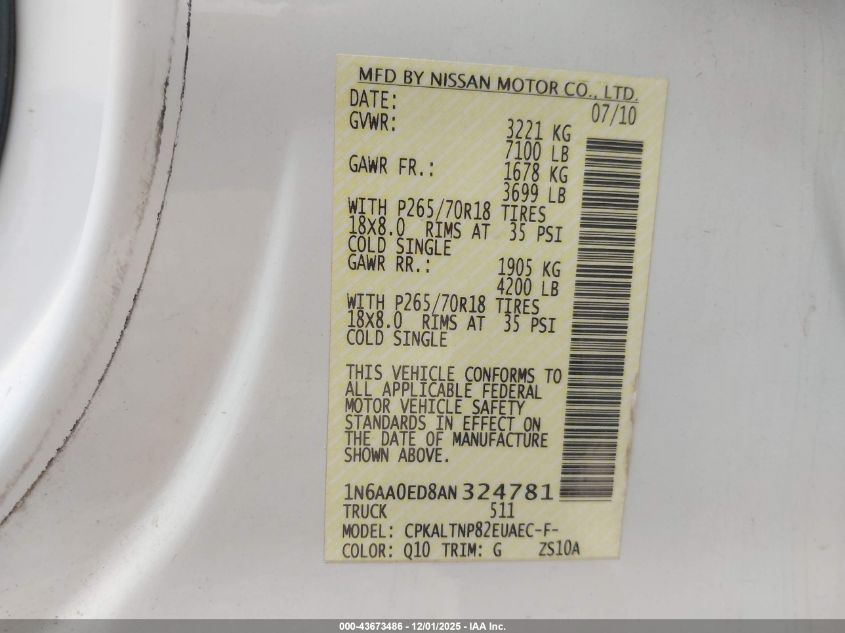 MFD BY NISSAN MOTOR CO., LTD.
DATE: 07/10
GVWR: 3221 KG
7100 LB
GAWR FR.: 1678 KG
3699 LB
WITH P265/70R18 TIRES
18X8.0 RIMS AT 35 PSI
COLD SINGLE
GAWR RR.: 1905 KG
4200 LB
WITH P265/70R18 TIRES
18X8.0 RIMS AT 35 PSI
COLD SINGLE
THIS VEHICLE CONFORMS TO
ALL APPLICABLE FEDERAL
MOTOR VEHICLE SAFETY
STANDARDS IN EFFECT ON
THE DATE OF MANUFACTURE
SHOWN ABOVE.
1N6AA0ED8AN324781
TRUCK 511
MODEL: CPKALTNP82EUAEC-F-
COLOR: Q10 TRIM: G ZS10A
000-43673486 - 12/01/2025 - IAA Inc.